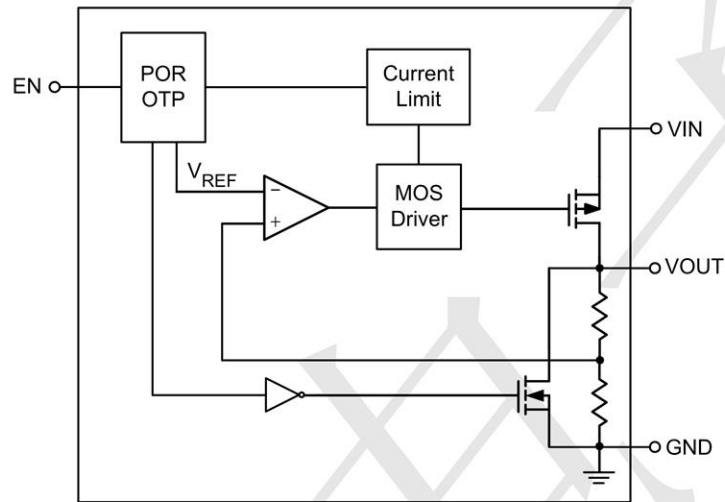 EN
POR
OTP
Current
Limit
VIN
VREF
−
+
MOS
Driver
VOUT
GND